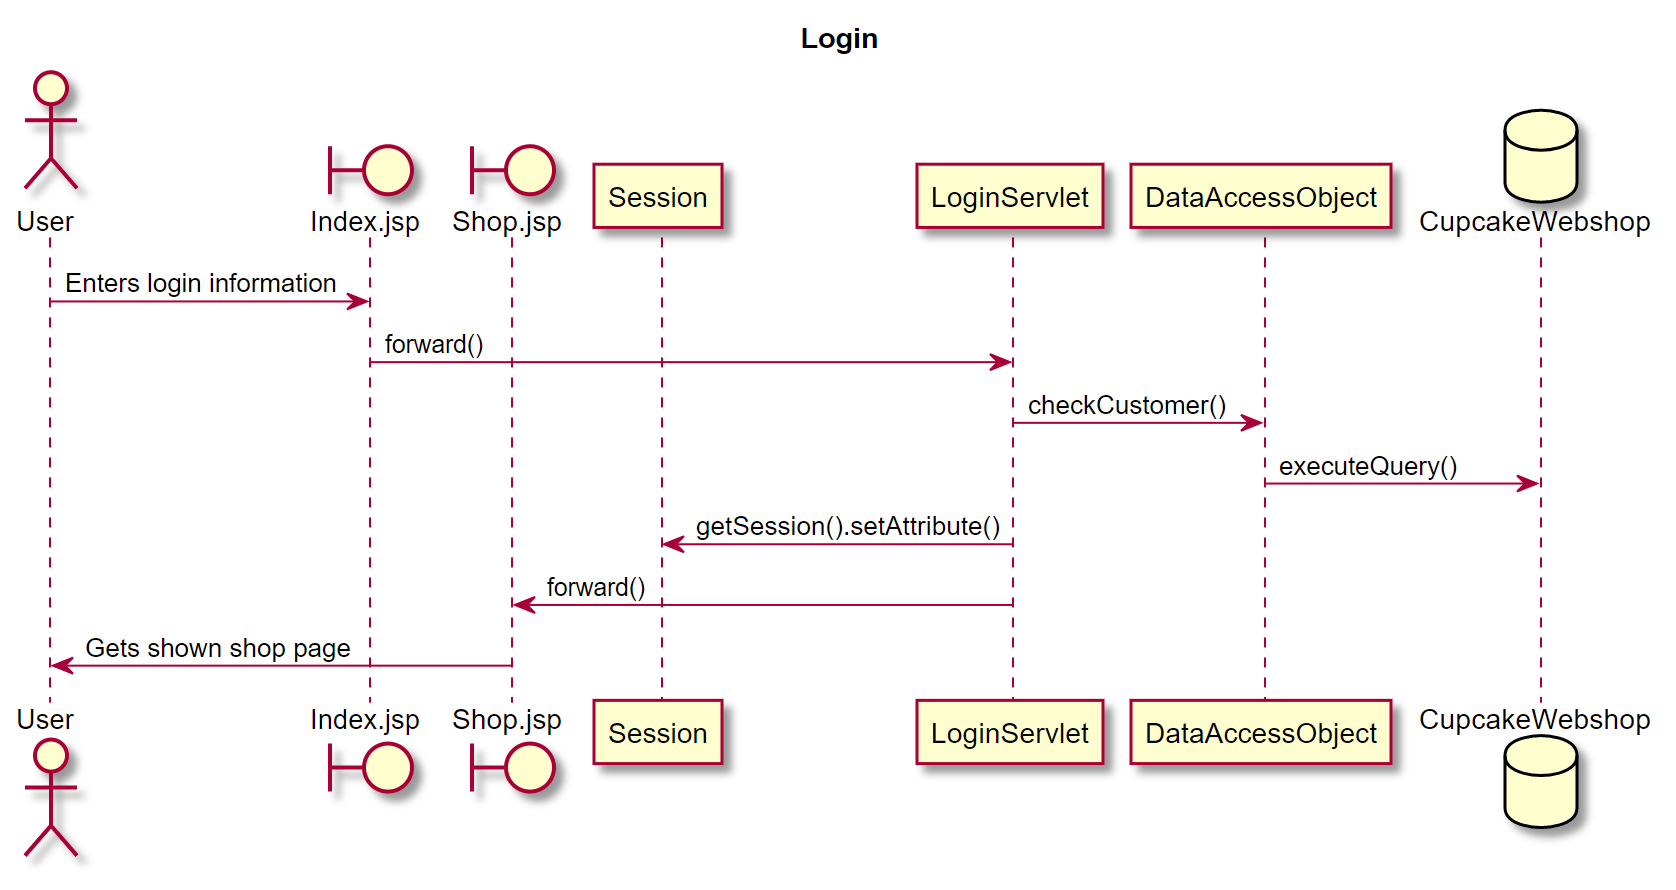 Login
User
Index.jsp
Shop.jsp
Session
LoginServlet
DataAccessObject
CupcakeWebshop
Enters login information
forward()
checkCustomer()
executeQuery()
getSession().setAttribute()
forward()
Gets shown shop page
User
Index.jsp
Shop.jsp
Session
LoginServlet
DataAccessObject
CupcakeWebshop